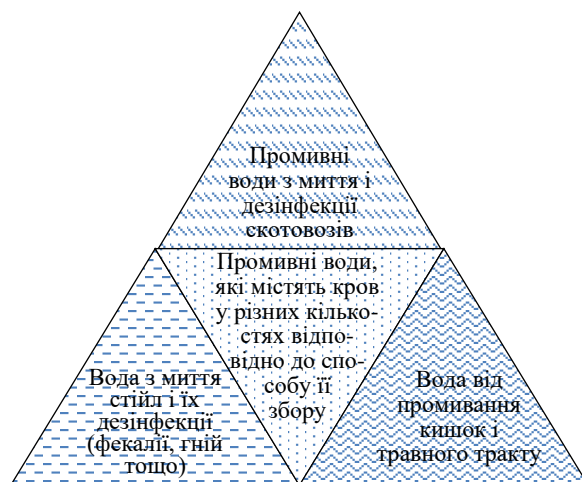 Промивні
води з миття і
дезінфекції
скотовозів
Промивні води,
які містять кров
у різних кілько-
стях відпо-
відно до спо-
собу її
збору
Вода з миття
стійл і їх
дезінфекції
(фекалії, гній
тощо)
Вода від
промивання
кишок і
травного тракту